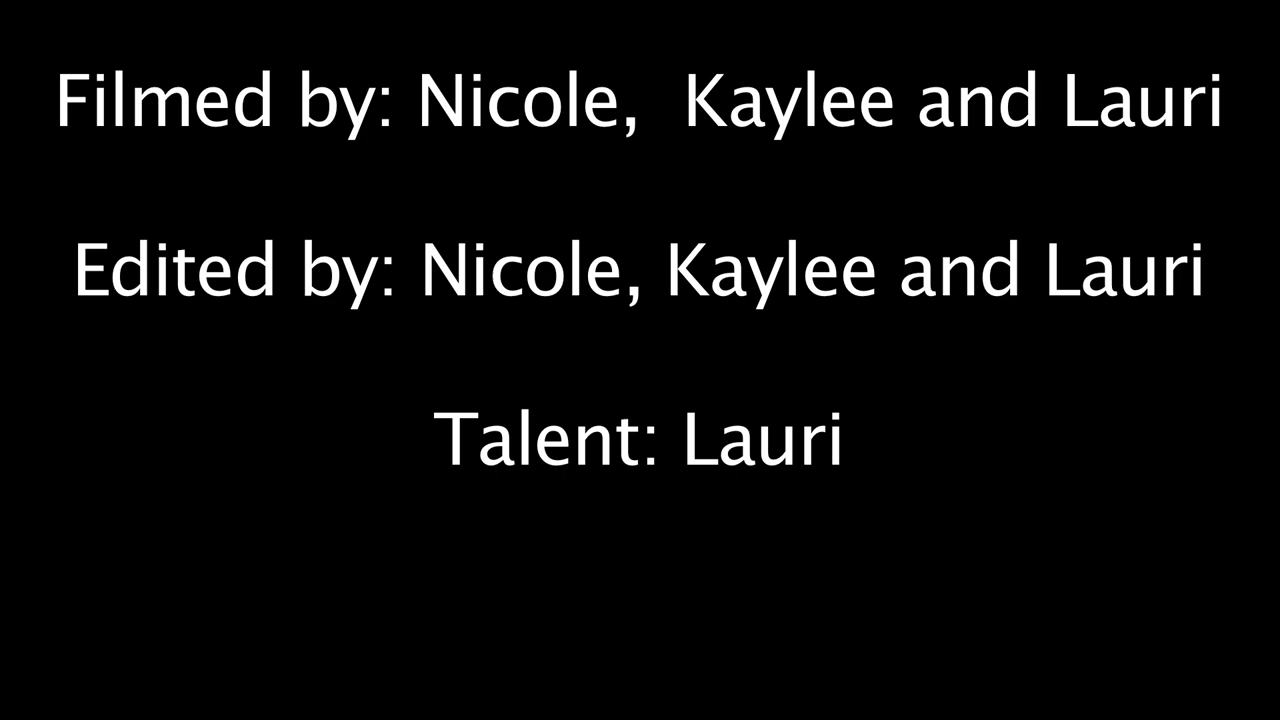 Filmed by: Nicole,  Kaylee and Lauri
Edited by: Nicole, Kaylee and Lauri
Talent: Lauri